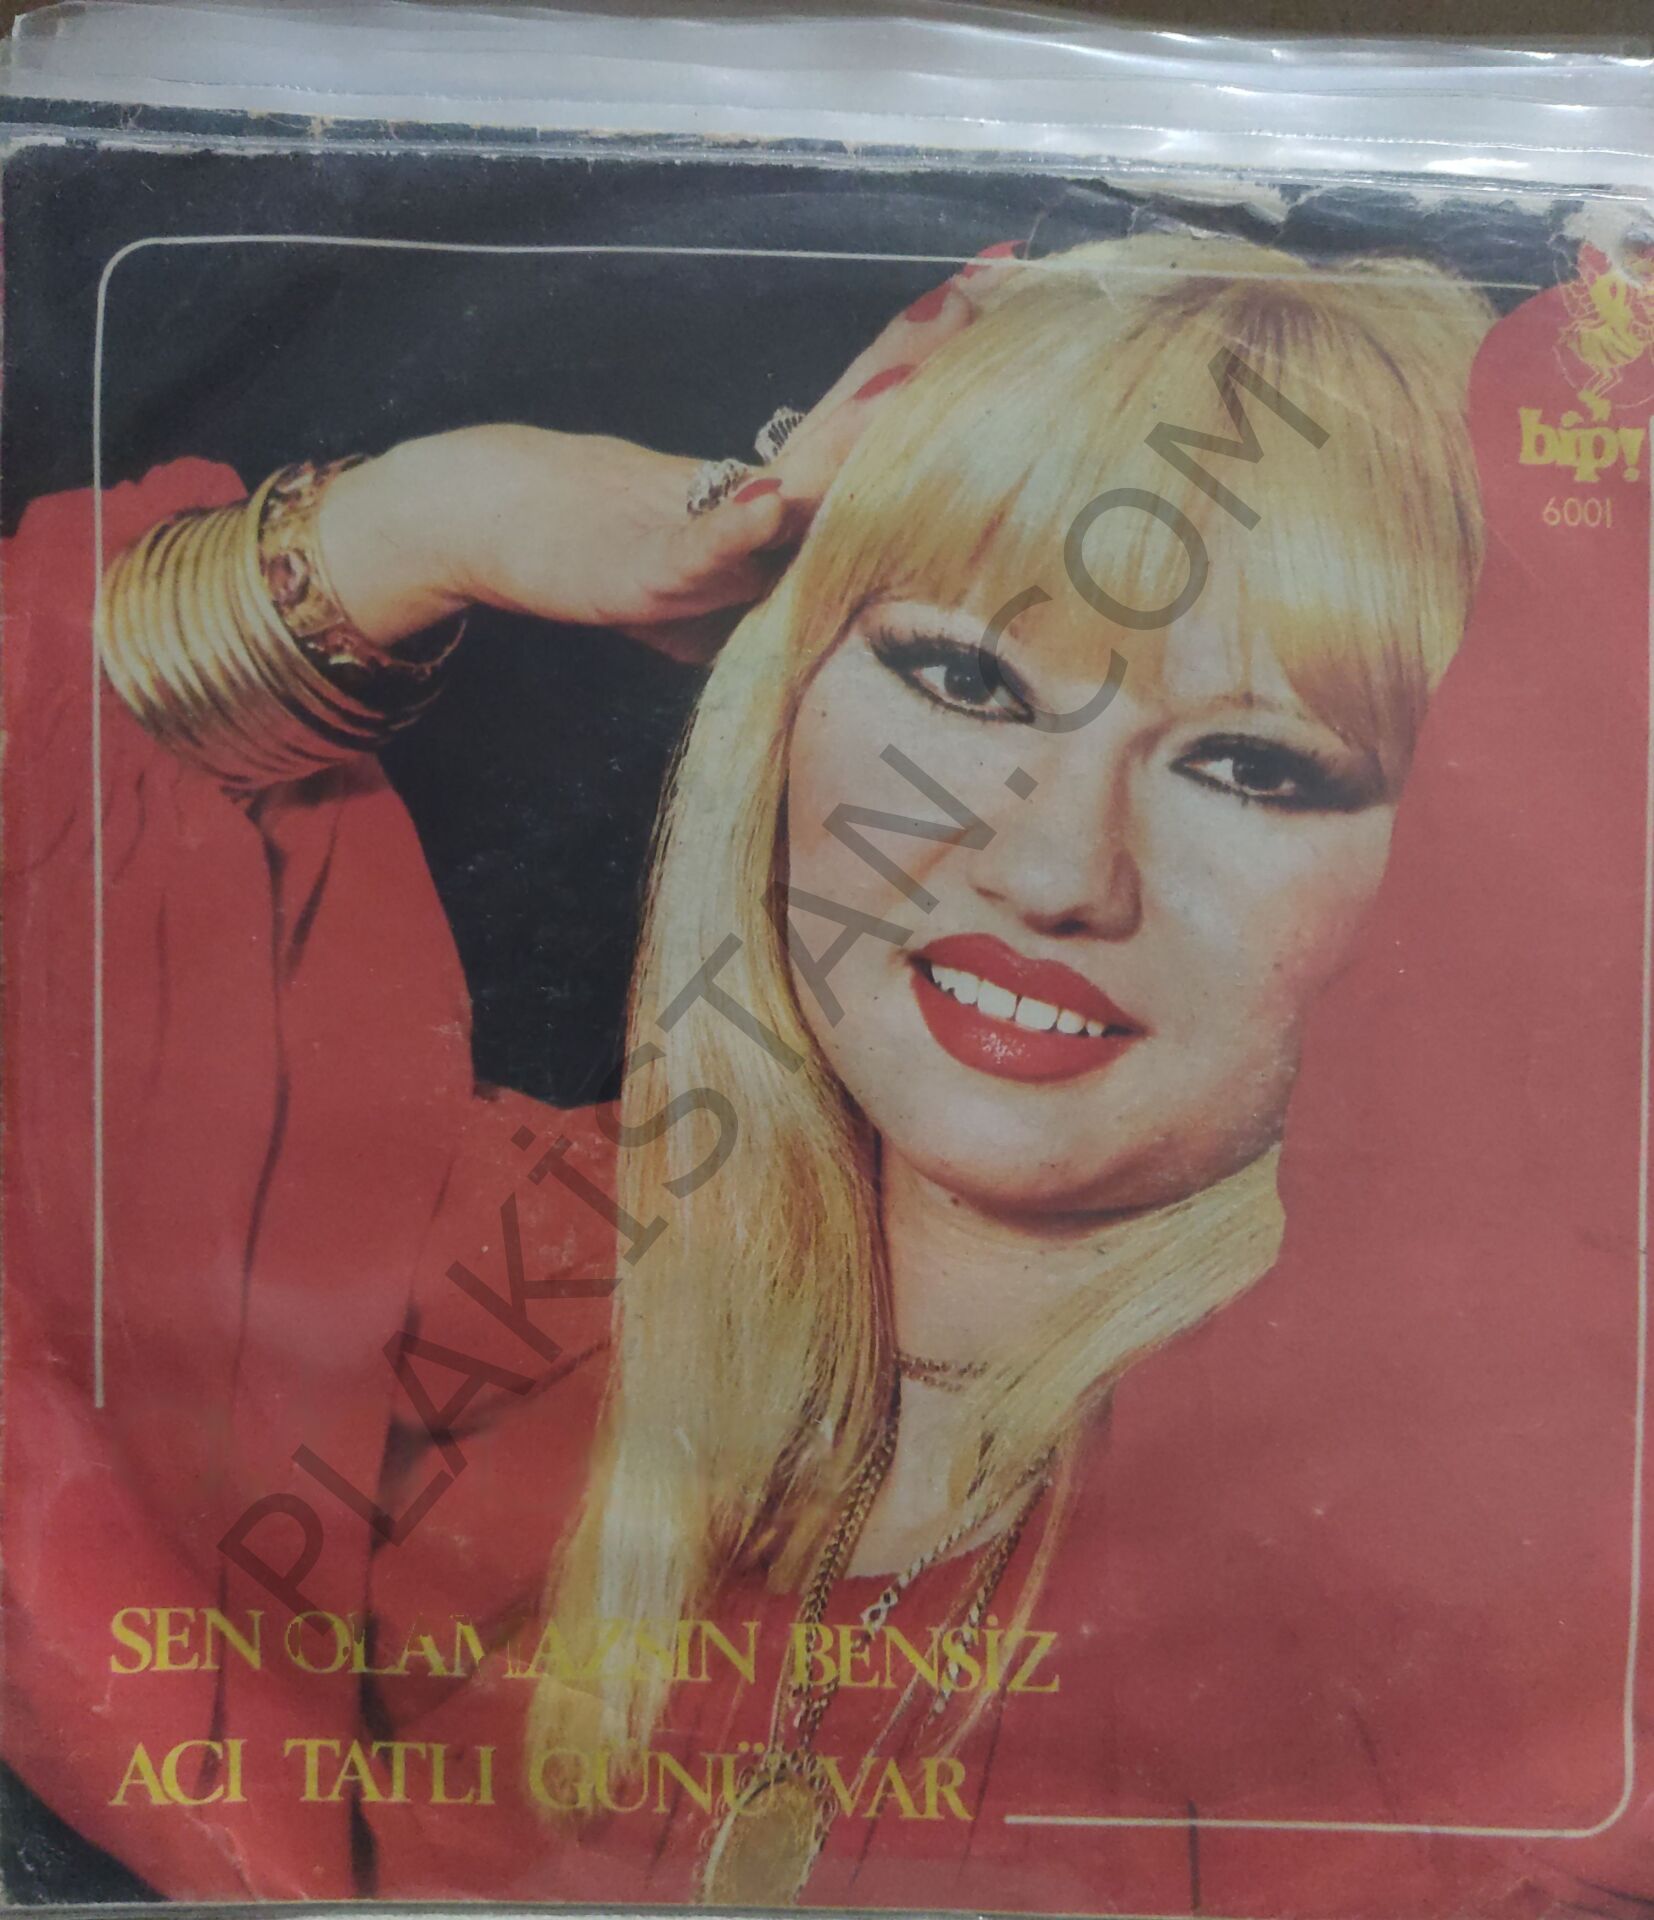 bip!
6001
PLAKİSTAN.COM
SEN OLAMAZSIN BENSİZ
ACI TATLI GÜNÜ VAR